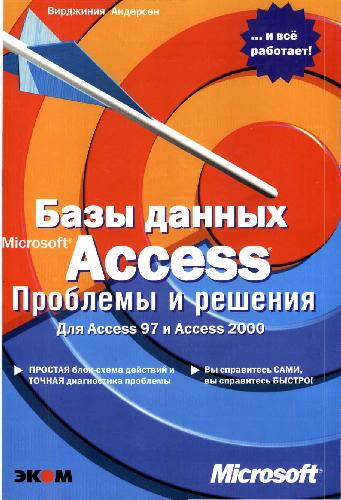 Вирджиния Андерсен
... и всё
работает!
Базы данных
Microsoft®
Access®
Проблемы и решения
Для Access 97 и Access 2000
ПРОСТАЯ блок-схема действий и
ТОЧНАЯ диагностика проблемы
Вы справитесь САМИ,
вы справитесь БЫСТРО!
ЭКОМ
Microsoft®